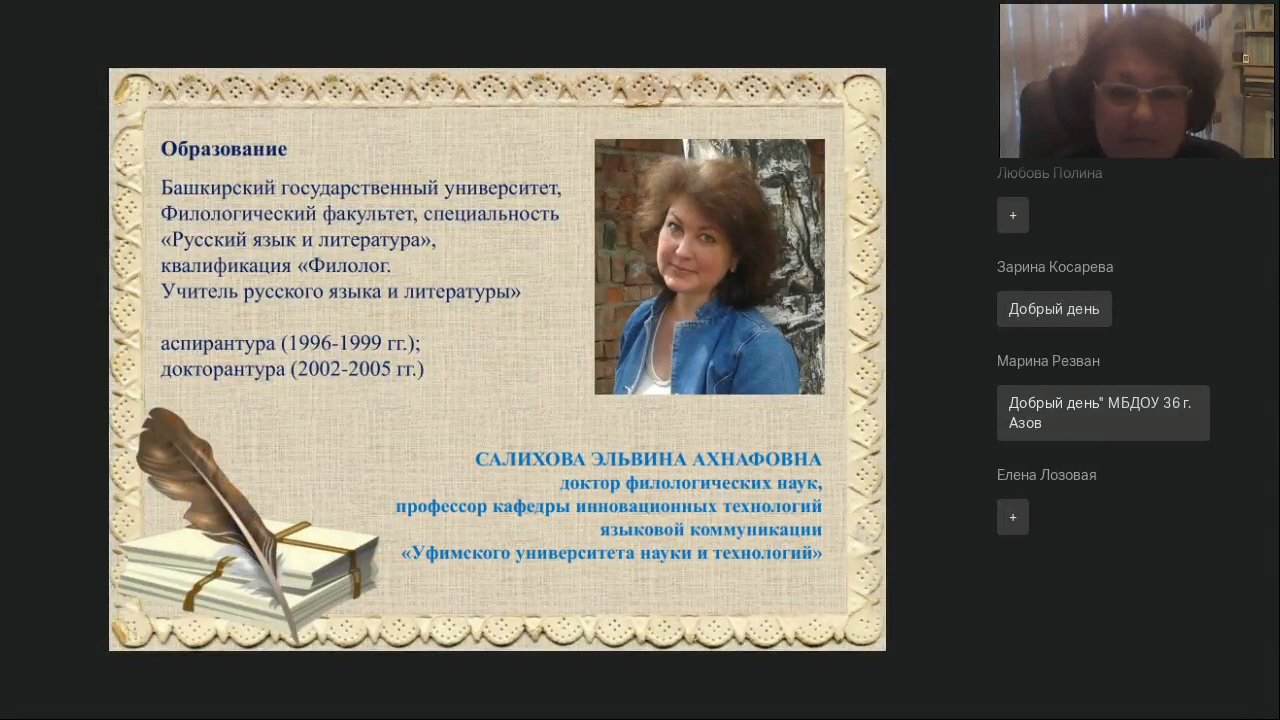 Образование
Башкирский государственный университет,
Филологический факультет, специальность
«Русский язык и литература»,
квалификация «Филолог.
Учитель русского языка и литературы»
аспирантура (1996-1999 гг.);
докторантура (2002-2005 гг.)
САЛИХОВА ЭЛЬВИНА АХНАФОВНА
доктор филологических наук,
профессор кафедры инновационных технологий
языковой коммуникации
«Уфимского университета науки и технологий»
Любовь Полина
+
Зарина Косарева
Добрый день
Марина Резван
Добрый день" МБДОУ 36 г.
Азов
Елена Лозовая
+